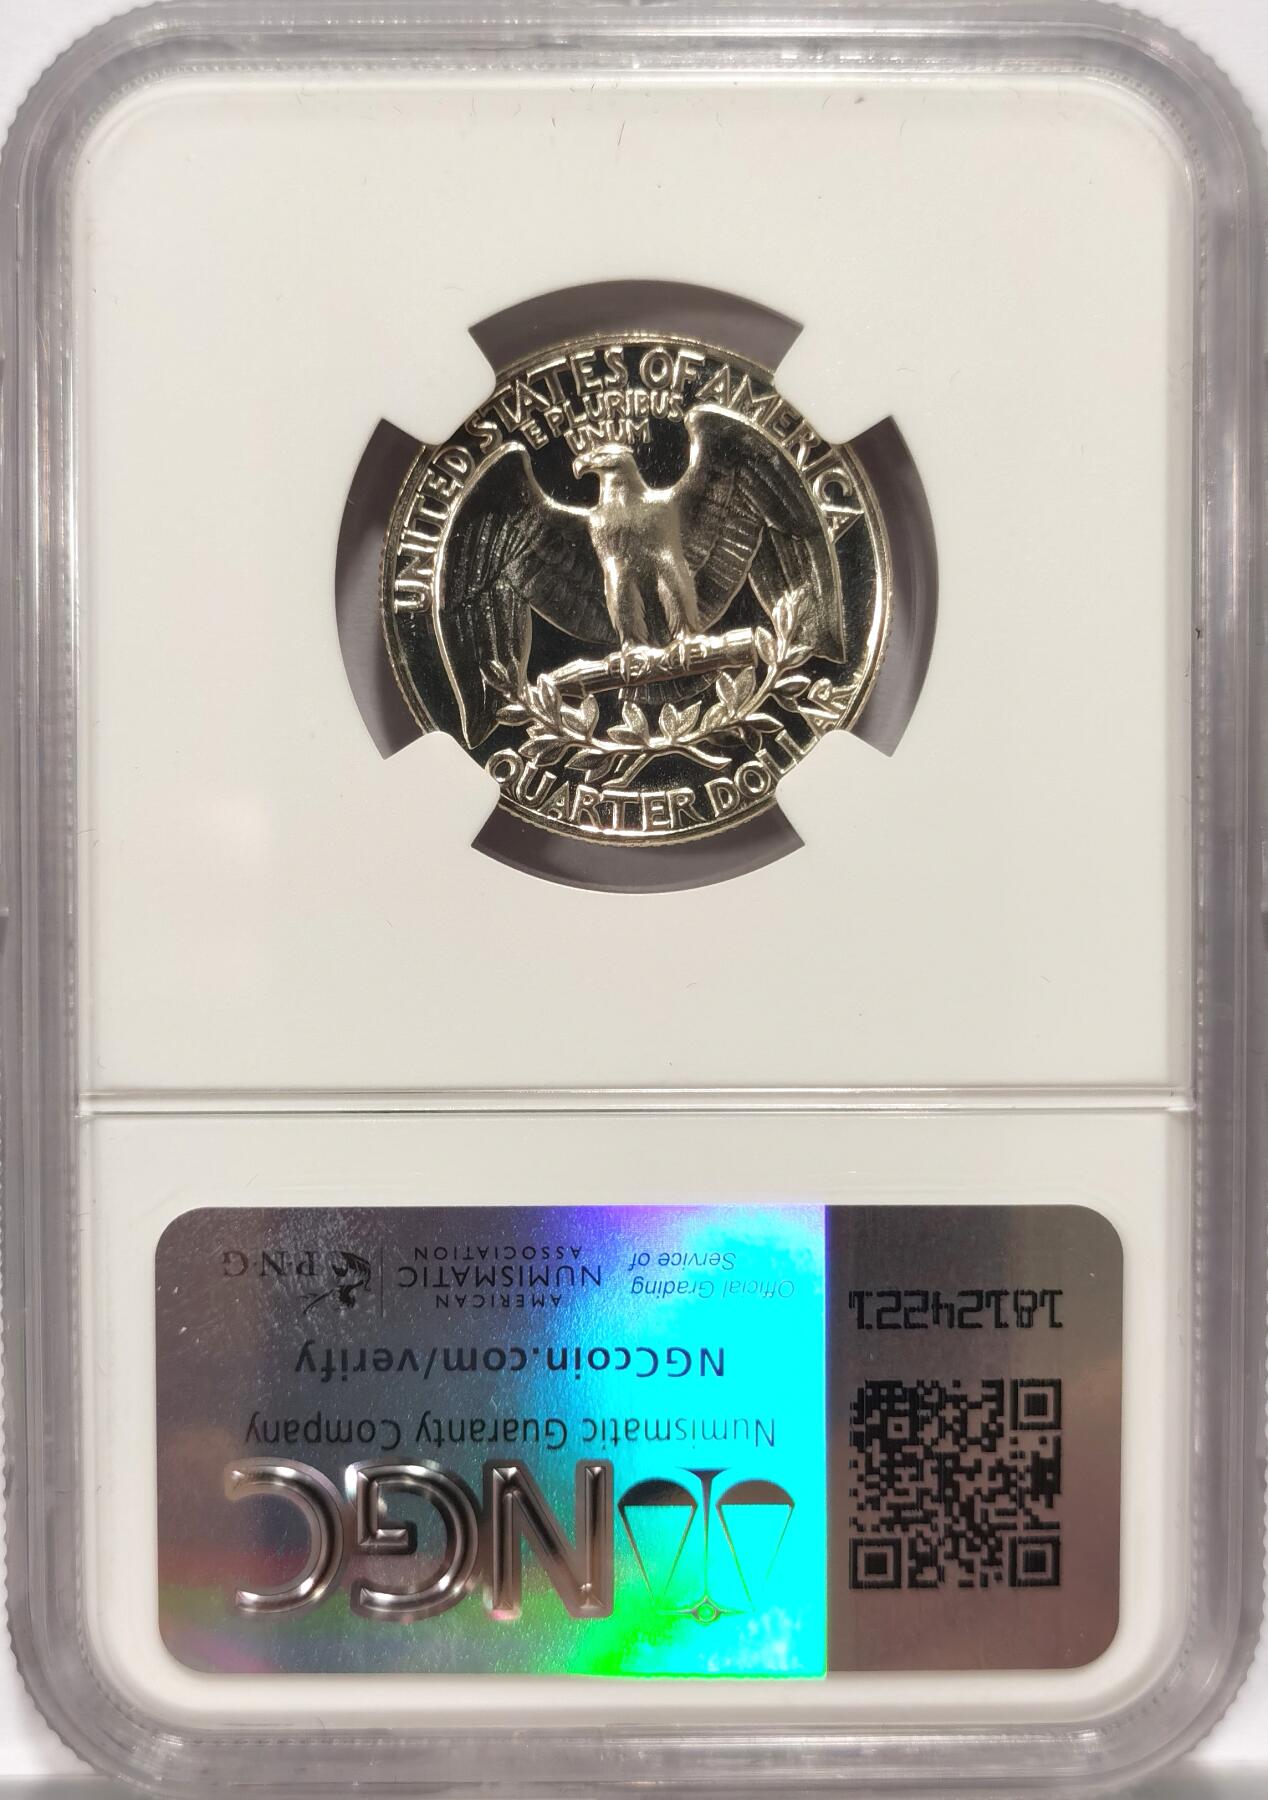 UNITED STATES OF AMERICA
E PLURIBUS
UNUM
QUARTER DOLLAR
NGC
Numismatic Guaranty Company
NGCcoin.com/verify
Official Grading
Service of
AMERICAN
NUMISMATIC
ASSOCIATION
P·N·G
18124221